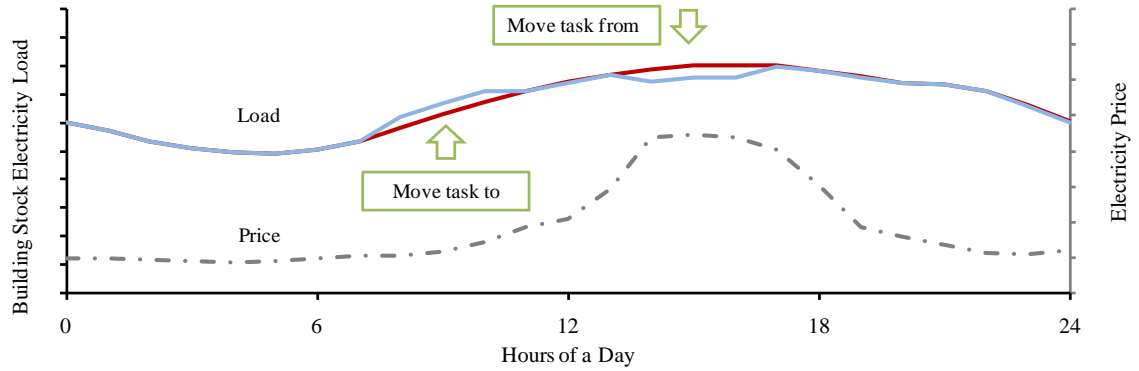 Move task from
Building Stock Electricity Load
Electricity Price
Load
Move task to
Price
0
6
12
18
24
Hours of a Day